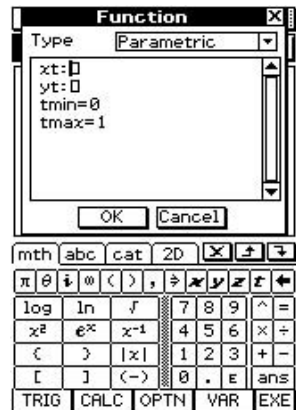 Function
Type Parametric
xt:
yt:
tmin=0
tmax=1
OK Cancel
mth abc cat 2D
π θ i ∞ ( ) , ⇒ x y z t ←
log ln √ 7 8 9 ^ =
x² eˣ x⁻¹ 4 5 6 × ÷
( ) |x| 1 2 3 + −
[ ] (−) 0 . E ans
TRIG CALC OPTN VAR EXE